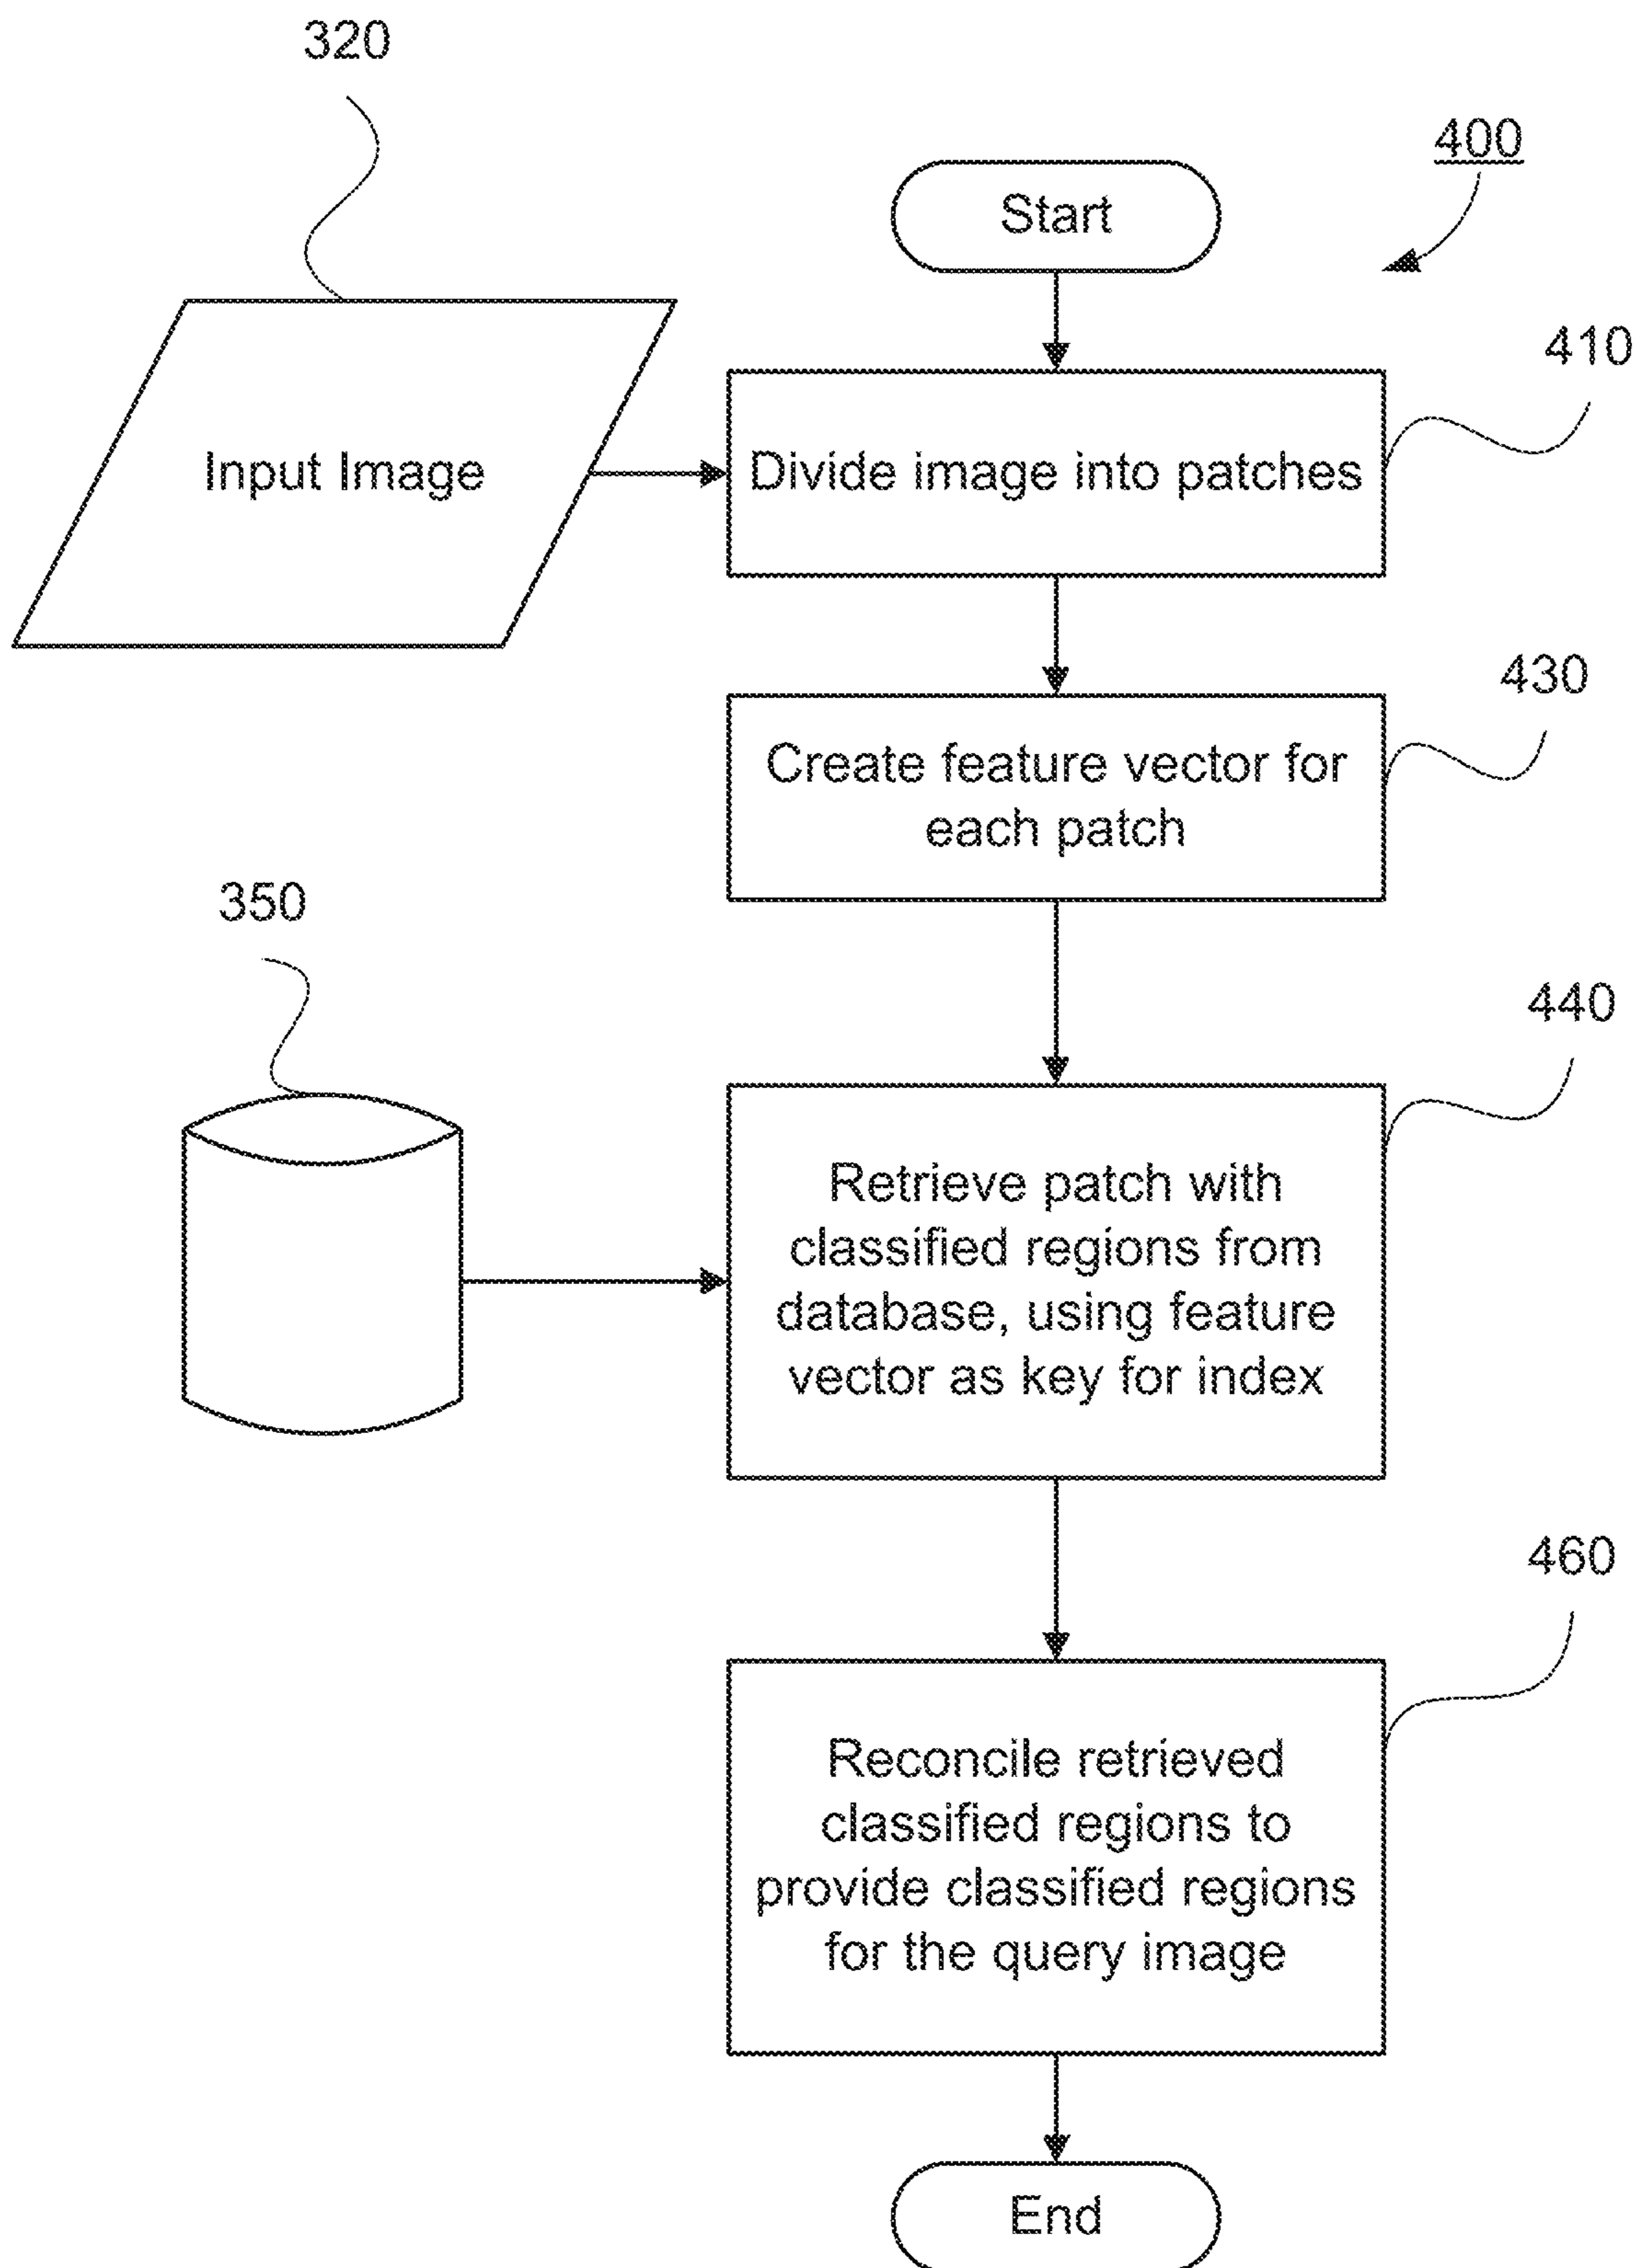 320
400
Start
410
Input Image
Divide image into patches
430
Create feature vector for
each patch
350
440
Retrieve patch with
classified regions from
database, using feature
vector as key for index
460
Reconcile retrieved
classified regions to
provide classified regions
for the query image
End